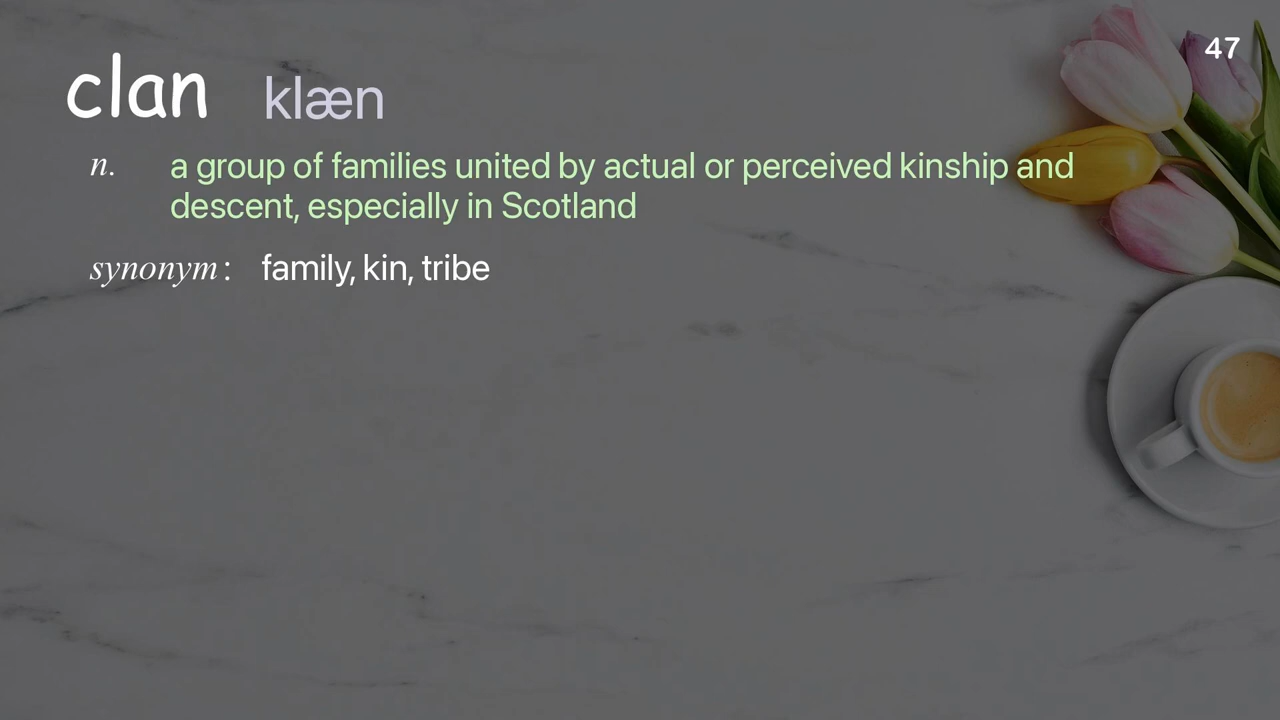 47
clan klæn
n. a group of families united by actual or perceived kinship and
descent, especially in Scotland
synonym: family, kin, tribe